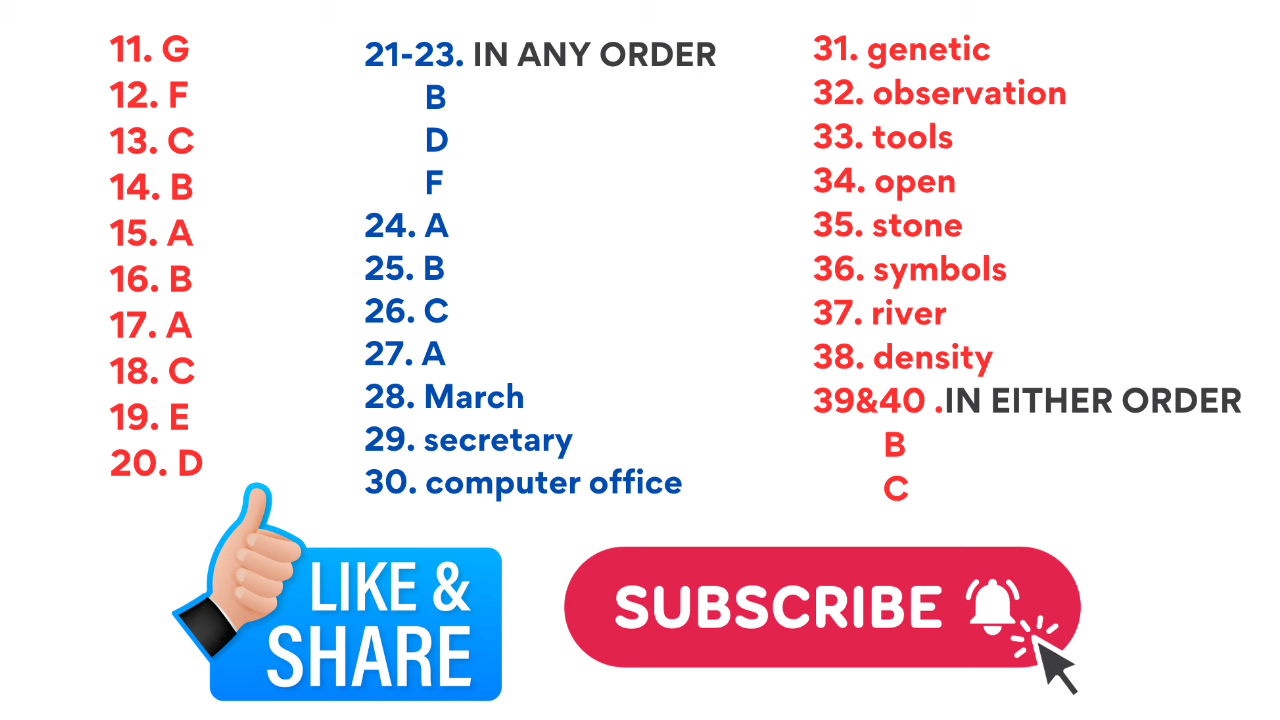 11. G
12. F
13. C
14. B
15. A
16. B
17. A
18. C
19. E
20. D
21-23. IN ANY ORDER
B
D
F
24. A
25. B
26. C
27. A
28. March
29. secretary
30. computer office
31. genetic
32. observation
33. tools
34. open
35. stone
36. symbols
37. river
38. density
39&40 .IN EITHER ORDER
B
C
LIKE &
SHARE
SUBSCRIBE